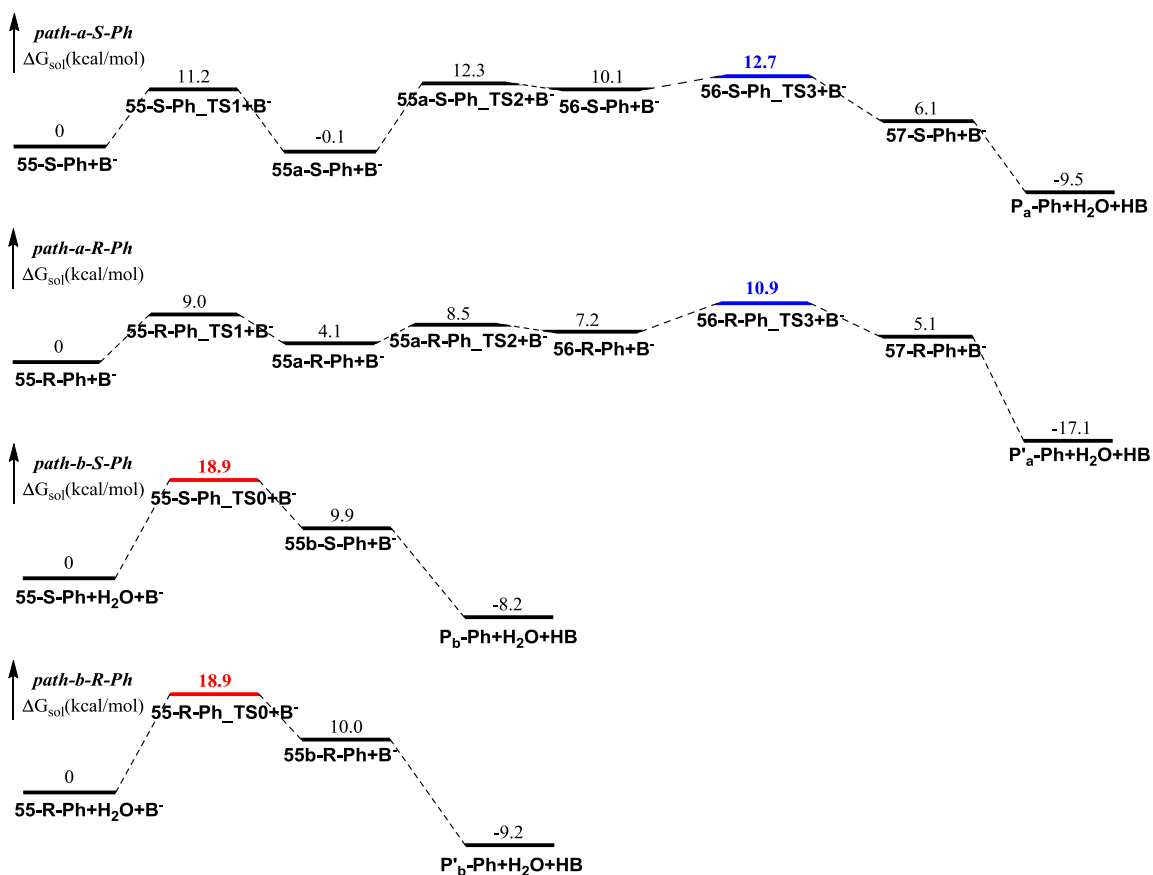 path-a-S-Ph
ΔGsol(kcal/mol)
0
55-S-Ph+B-
11.2
55-S-Ph_TS1+B-
-0.1
55a-S-Ph+B-
12.3
55a-S-Ph_TS2+B-
10.1
56-S-Ph+B-
12.7
56-S-Ph_TS3+B-
6.1
57-S-Ph+B-
-9.5
Pa-Ph+H2O+HB
path-a-R-Ph
ΔGsol(kcal/mol)
0
55-R-Ph+B-
9.0
55-R-Ph_TS1+B-
4.1
55a-R-Ph+B-
8.5
55a-R-Ph_TS2+B-
7.2
56-R-Ph+B-
10.9
56-R-Ph_TS3+B-
5.1
57-R-Ph+B-
-17.1
P'a-Ph+H2O+HB
path-b-S-Ph
ΔGsol(kcal/mol)
0
55-S-Ph+H2O+B-
18.9
55-S-Ph_TS0+B-
9.9
55b-S-Ph+B-
-8.2
Pb-Ph+H2O+HB
path-b-R-Ph
ΔGsol(kcal/mol)
0
55-R-Ph+H2O+B-
18.9
55-R-Ph_TS0+B-
10.0
55b-R-Ph+B-
-9.2
P'b-Ph+H2O+HB